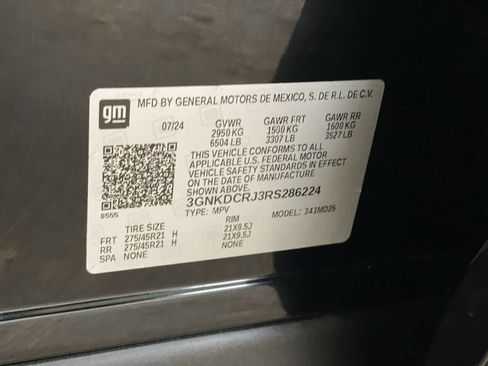 gm
MFD BY GENERAL MOTORS DE MEXICO, S. DE R.L. DE C.V.
07/24 GVWR GAWR FRT GAWR RR
2950 KG 1500 KG 1600 KG
6504 LB 3307 LB 3527 LB
THIS VEHICLE CONFORMS TO ALL
APPLICABLE U.S. FEDERAL MOTOR
VEHICLE SAFETY STANDARDS IN EFFECT
ON THE DATE OF MANUFACTURE SHOWN
ABOVE.
3GNKDCRJ3RS286224
TYPE: MPV MODEL: 341MD26
8555
TIRE SIZE RIM
FRT 275/45R21 H 21X9.5J
RR 275/45R21 H 21X9.5J
SPA NONE NONE